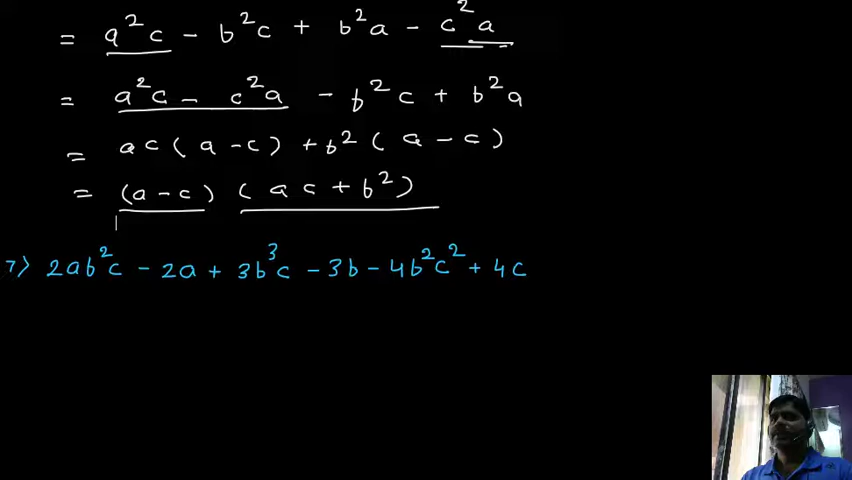 = a²c - b²c + b²a - c²a
= a²c - c²a - b²c + b²a
= ac(a-c) + b²(a-c)
= (a-c) (ac + b²)
7) 2ab²c - 2a + 3b³c - 3b - 4b²c² + 4c